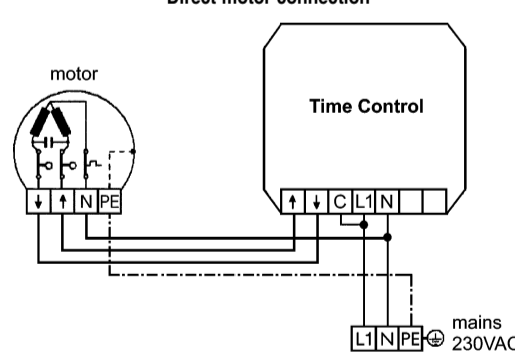 Direct motor connection
motor
Time Control
↓ ↑ N PE
↑ ↓ C L1 N
L1 N PE
mains
230VAC